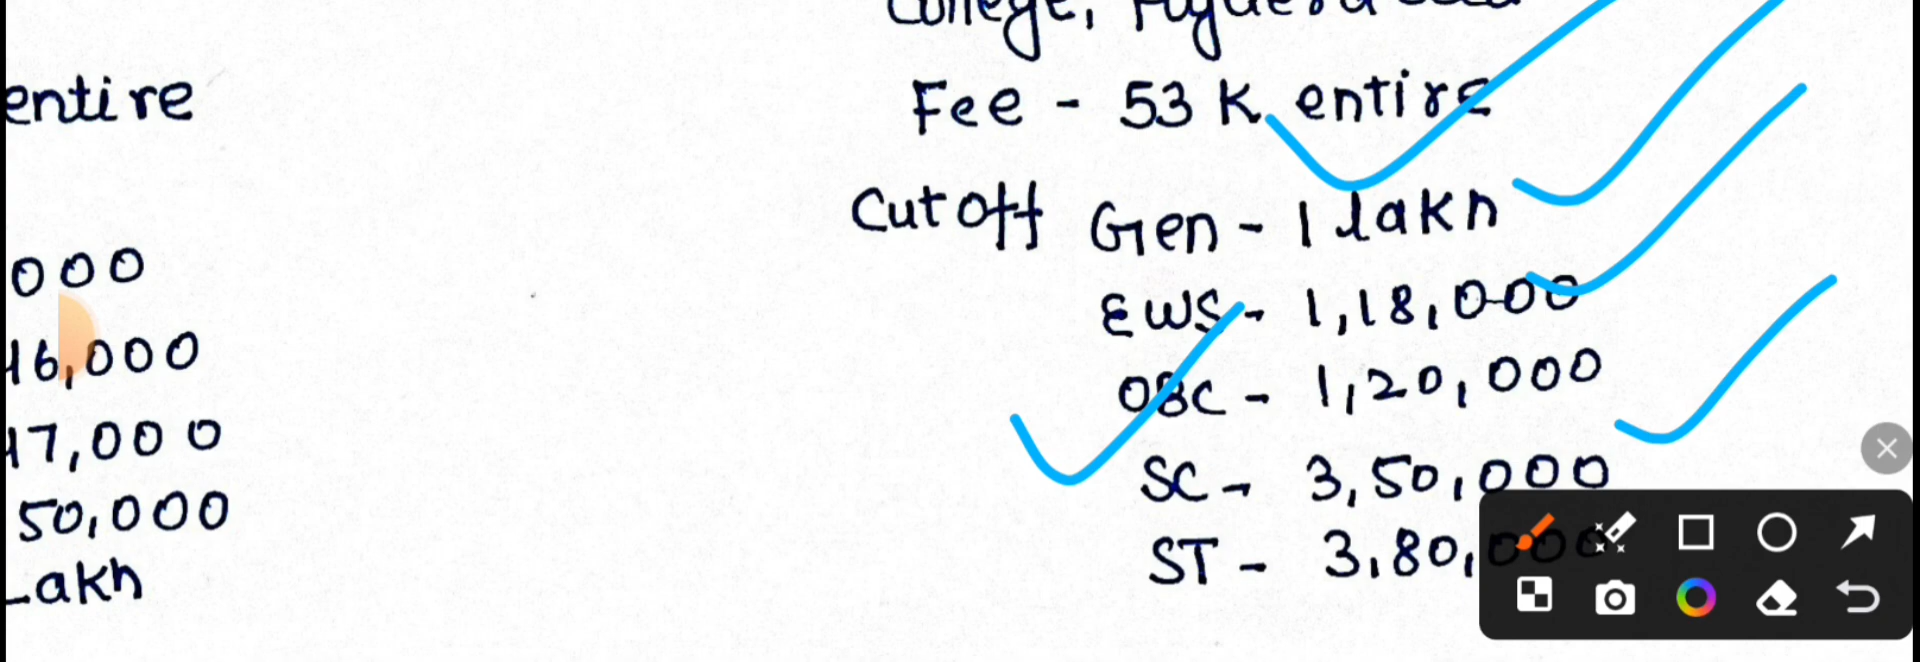 entire
000
16,000
17,000
50,000
Lakh
College,
Fee - 53 K entire
Cutoff Gen - 1 lakh
EWS - 1,18,000
OBC - 1,20,000
SC - 3,50,000
ST - 3,80,000